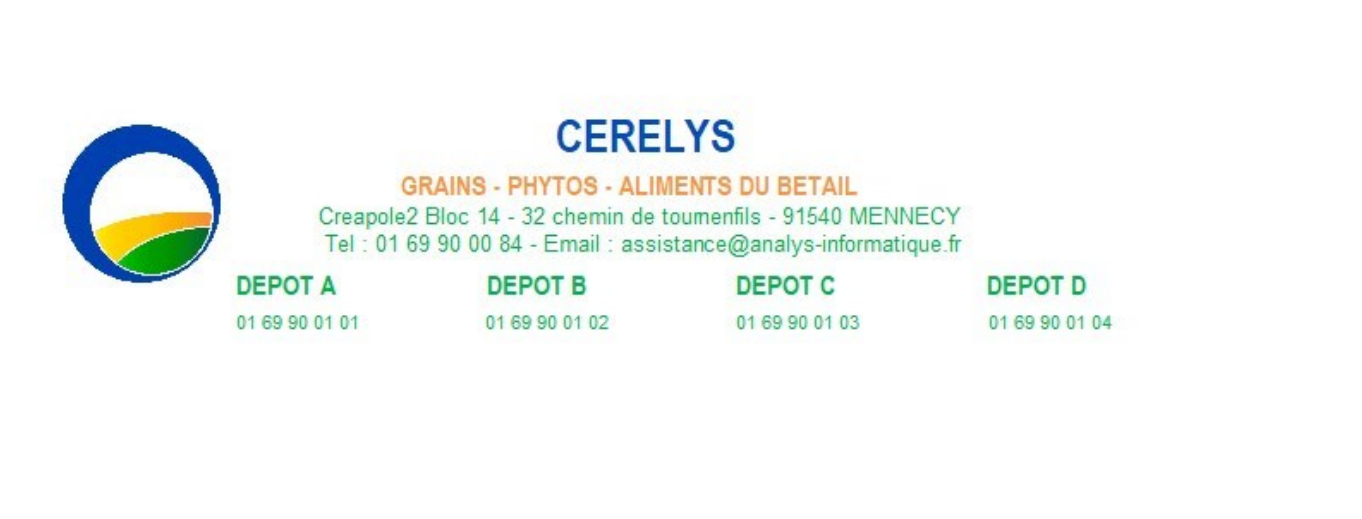 CERELYS
GRAINS - PHYTOS - ALIMENTS DU BETAIL
Creapole2 Bloc 14 - 32 chemin de toumenfils - 91540 MENNECY
Tel : 01 69 90 00 84 - Email : assistance@analys-informatique.fr
DEPOT A DEPOT B DEPOT C DEPOT D
01 69 90 01 01 01 69 90 01 02 01 69 90 01 03 01 69 90 01 04